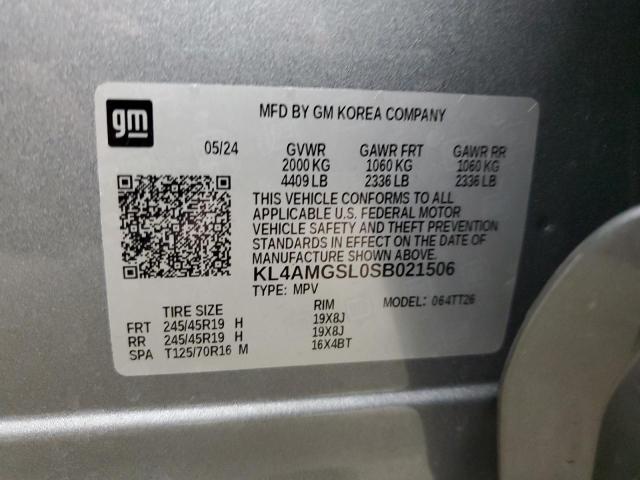 gm
MFD BY GM KOREA COMPANY
05/24 GVWR GAWR FRT GAWR RR
2000 KG 1060 KG 1060 KG
4409 LB 2336 LB 2336 LB
THIS VEHICLE CONFORMS TO ALL
APPLICABLE U.S. FEDERAL MOTOR
VEHICLE SAFETY AND THEFT PREVENTION
STANDARDS IN EFFECT ON THE DATE OF
MANUFACTURE SHOWN ABOVE.
KL4AMGSL0SB021506
TYPE: MPV MODEL: 064TT26
TIRE SIZE RIM
FRT 245/45R19 H 19X8J
RR 245/45R19 H 19X8J
SPA T125/70R16 M 16X4BT